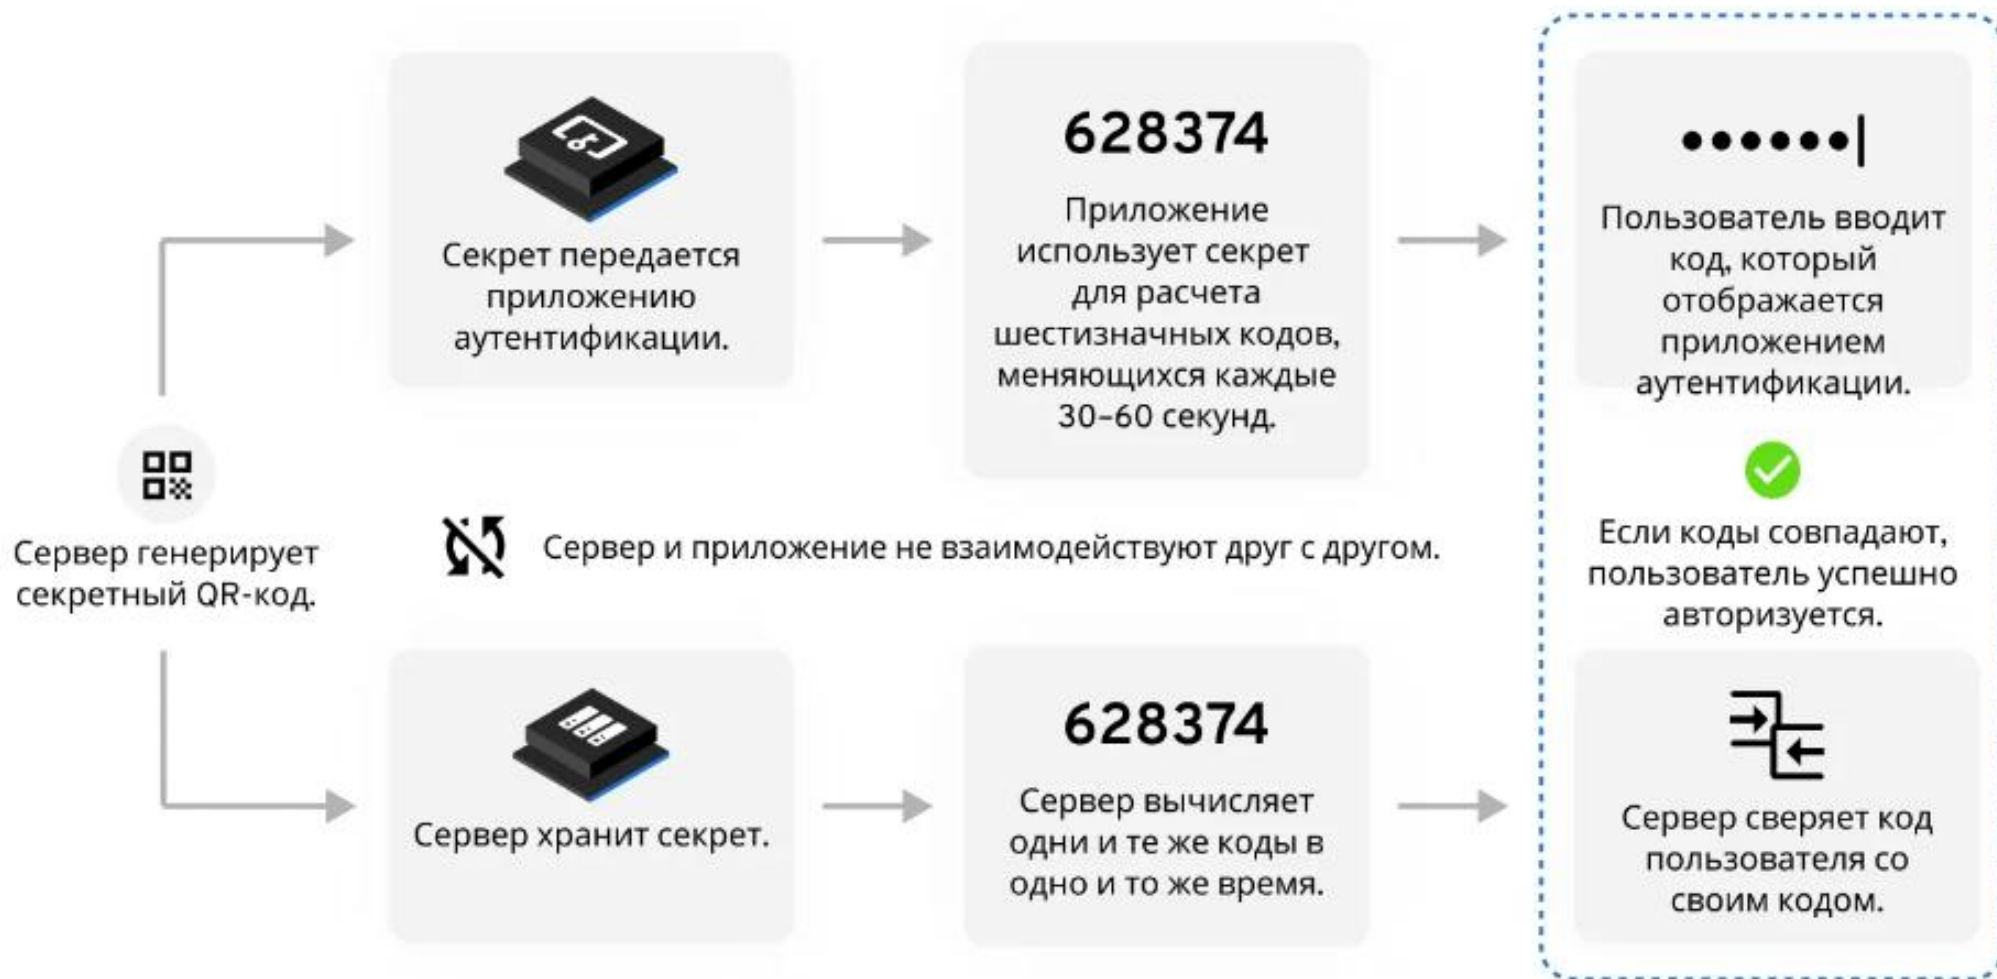 Сервер генерирует
секретный QR-код.
Секрет передается
приложению
аутентификации.
628374
Приложение
использует секрет
для расчета
шестизначных кодов,
меняющихся каждые
30–60 секунд.
Пользователь вводит
код, который
отображается
приложением
аутентификации.
Сервер и приложение не взаимодействуют друг с другом.
Если коды совпадают,
пользователь успешно
авторизуется.
Сервер хранит секрет.
628374
Сервер вычисляет
одни и те же коды в
одно и то же время.
Сервер сверяет код
пользователя со
своим кодом.